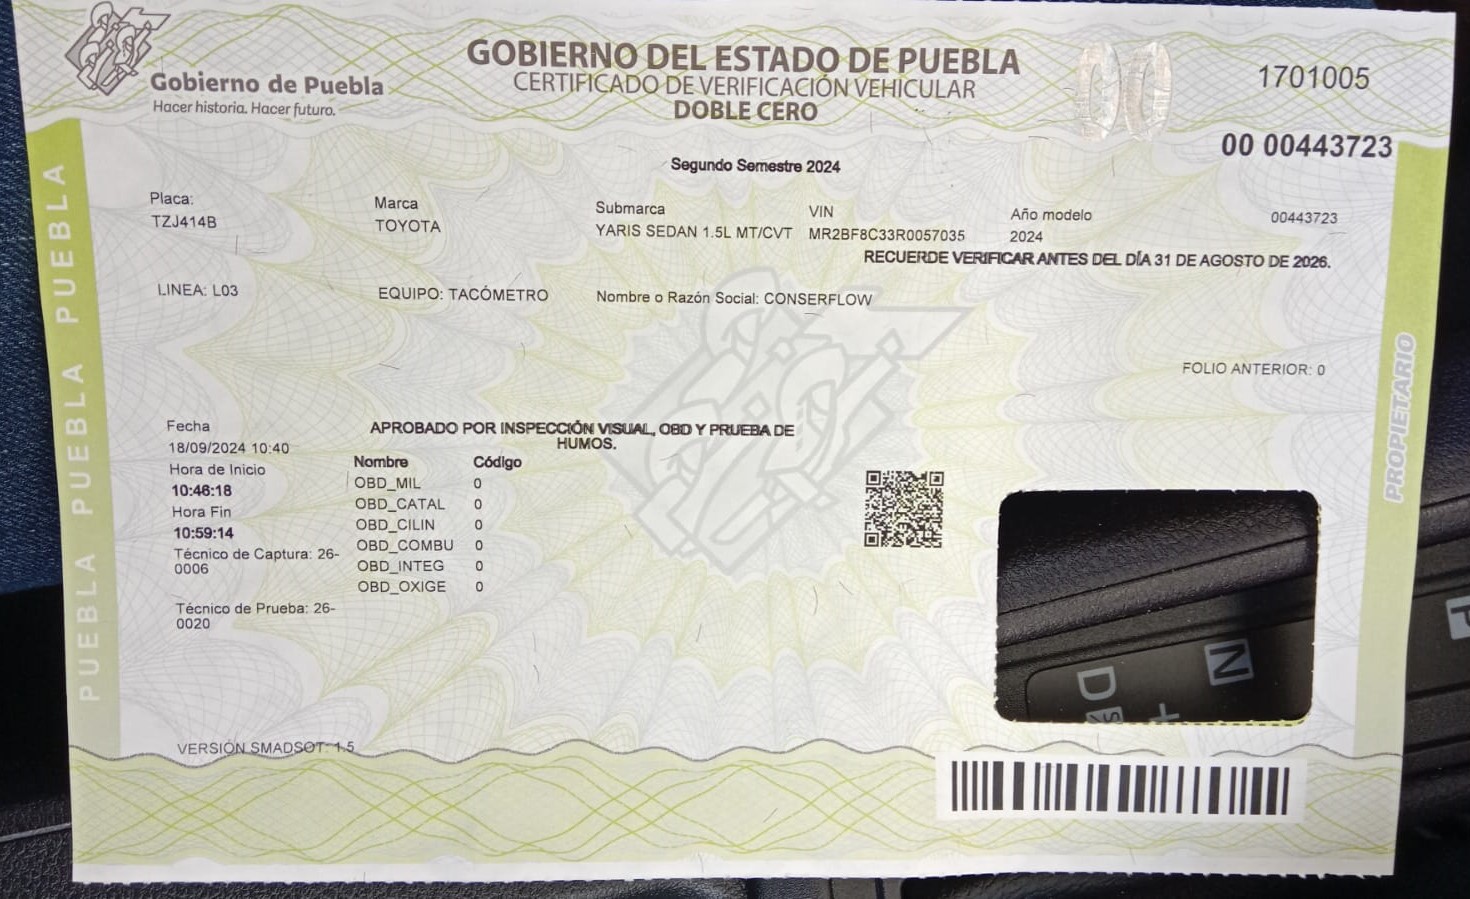 Gobierno de Puebla
Hacer historia. Hacer futuro.
GOBIERNO DEL ESTADO DE PUEBLA
CERTIFICADO DE VERIFICACIÓN VEHICULAR
DOBLE CERO
00
1701005
00 00443723
Segundo Semestre 2024
Placa:
TZJ414B
Marca
TOYOTA
Submarca
YARIS SEDAN 1.5L MT/CVT
VIN
MR2BF8C33R0057035
Año modelo
2024
00443723
RECUERDE VERIFICAR ANTES DEL DÍA 31 DE AGOSTO DE 2026.
LINEA: L03
EQUIPO: TACÓMETRO
Nombre o Razón Social: CONSERFLOW
FOLIO ANTERIOR: 0
Fecha
18/09/2024 10:40
Hora de Inicio
10:46:18
Hora Fin
10:59:14
Técnico de Captura: 26-
0006
Técnico de Prueba: 26-
0020
APROBADO POR INSPECCIÓN VISUAL, OBD Y PRUEBA DE
HUMOS.
Nombre Código
OBD_MIL 0
OBD_CATAL 0
OBD_CILIN 0
OBD_COMBU 0
OBD_INTEG 0
OBD_OXIGE 0
VERSIÓN SMADSOT: 1.5
PUEBLA PUEBLA PUEBLA PUEBLA
PROPIETARIO
N
D
+
P